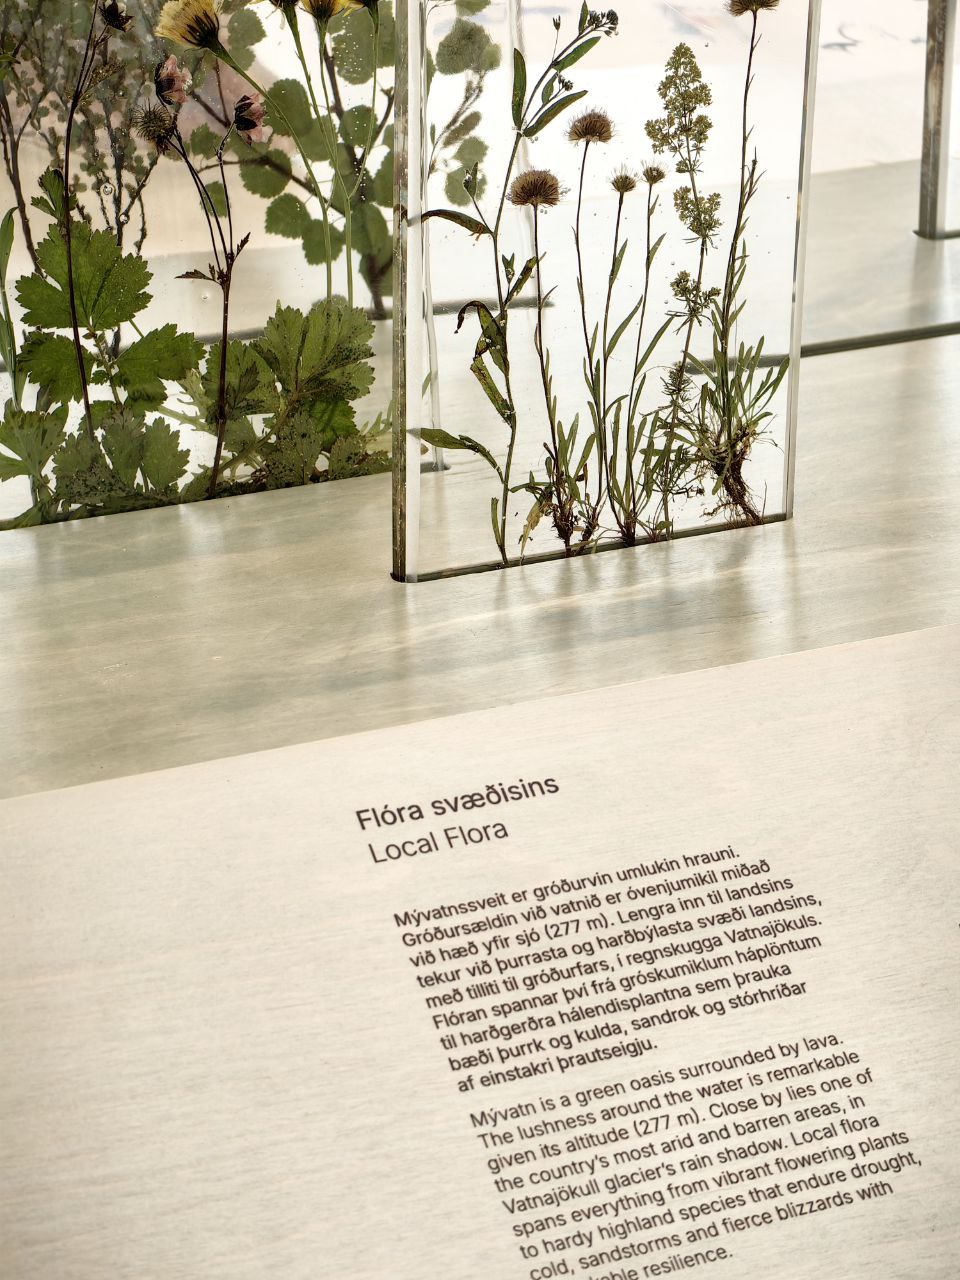 Flóra svæðisins
Local Flora
Mývatnssveit er gróðurvin umlukin hrauni.
Gróðursældin við vatnið er óvenjumikil miðað
við hæð yfir sjó (277 m). Lengra inn til landsins
tekur við þurrasta og harðbýlasta svæði landsins,
með tilliti til gróðurfars, í regnskugga Vatnajökuls.
Flóran spannar því frá gróskumiklum háplöntum
til harðgerðra hálendisplantna sem þrauka
bæði þurrk og kulda, sandrok og stórhríðar
af einstakri þrautseigju.
Mývatn is a green oasis surrounded by lava.
The lushness around the water is remarkable
given its altitude (277 m). Close by lies one of
the country's most arid and barren areas, in
Vatnajökull glacier's rain shadow. Local flora
spans everything from vibrant flowering plants
to hardy highland species that endure drought,
cold, sandstorms and fierce blizzards with
resilience.